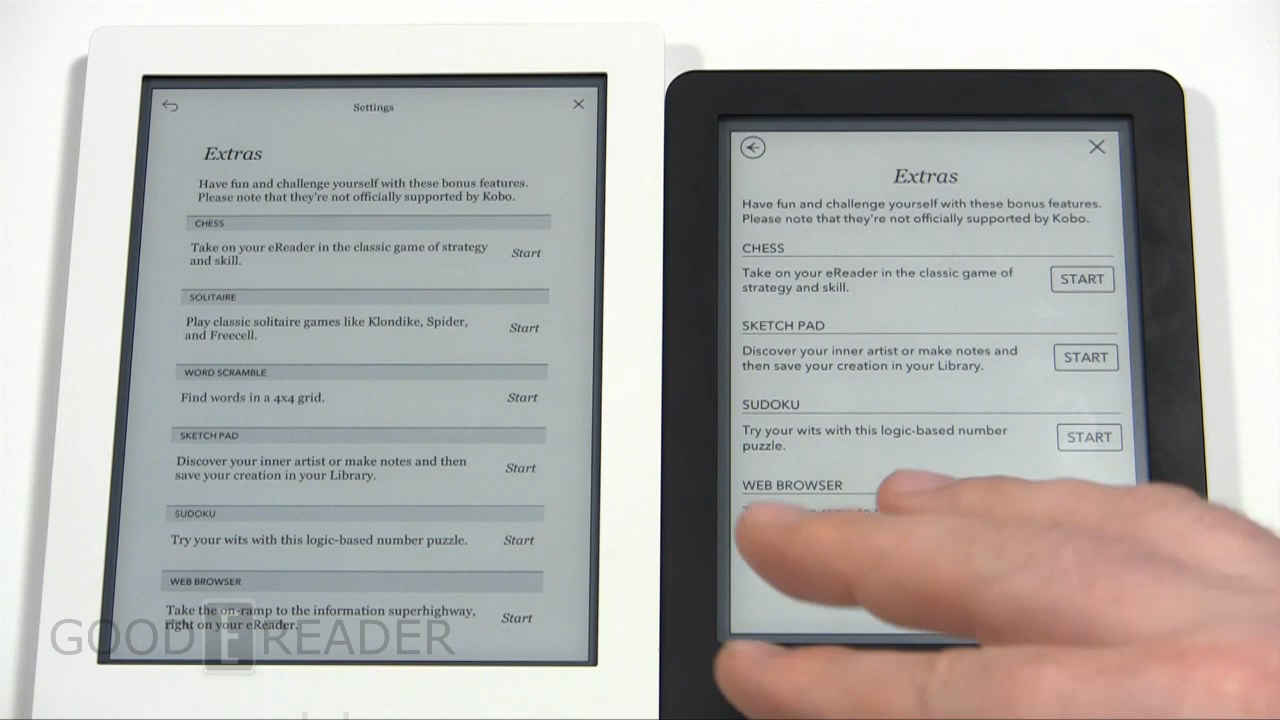 Settings
Extras
Have fun and challenge yourself with these bonus features.
Please note that they're not officially supported by Kobo.
CHESS
Take on your eReader in the classic game of strategy
and skill.
Start
SOLITAIRE
Play classic solitaire games like Klondike, Spider,
and Freecell.
Start
WORD SCRAMBLE
Find words in a 4x4 grid.
Start
SKETCH PAD
Discover your inner artist or make notes and then
save your creation in your Library.
Start
SUDOKU
Try your wits with this logic-based number puzzle.
Start
WEB BROWSER
Take the on-ramp to the information superhighway,
right on your eReader.
Start
GOOD E READER
Extras
Have fun and challenge yourself with these bonus features.
Please note that they're not officially supported by Kobo.
CHESS
Take on your eReader in the classic game of
strategy and skill.
START
SKETCH PAD
Discover your inner artist or make notes and
then save your creation in your Library.
START
SUDOKU
Try your wits with this logic-based number
puzzle.
START
WEB BROWSER